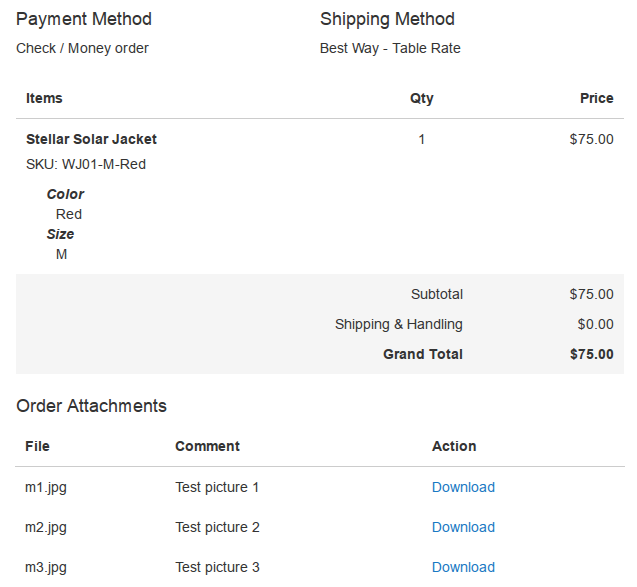 Payment Method Shipping Method
Check / Money order Best Way - Table Rate
Items Qty Price
Stellar Solar Jacket 1 $75.00
SKU: WJ01-M-Red
Color
Red
Size
M
Subtotal $75.00
Shipping & Handling $0.00
Grand Total $75.00
Order Attachments
File Comment Action
m1.jpg Test picture 1 Download
m2.jpg Test picture 2 Download
m3.jpg Test picture 3 Download